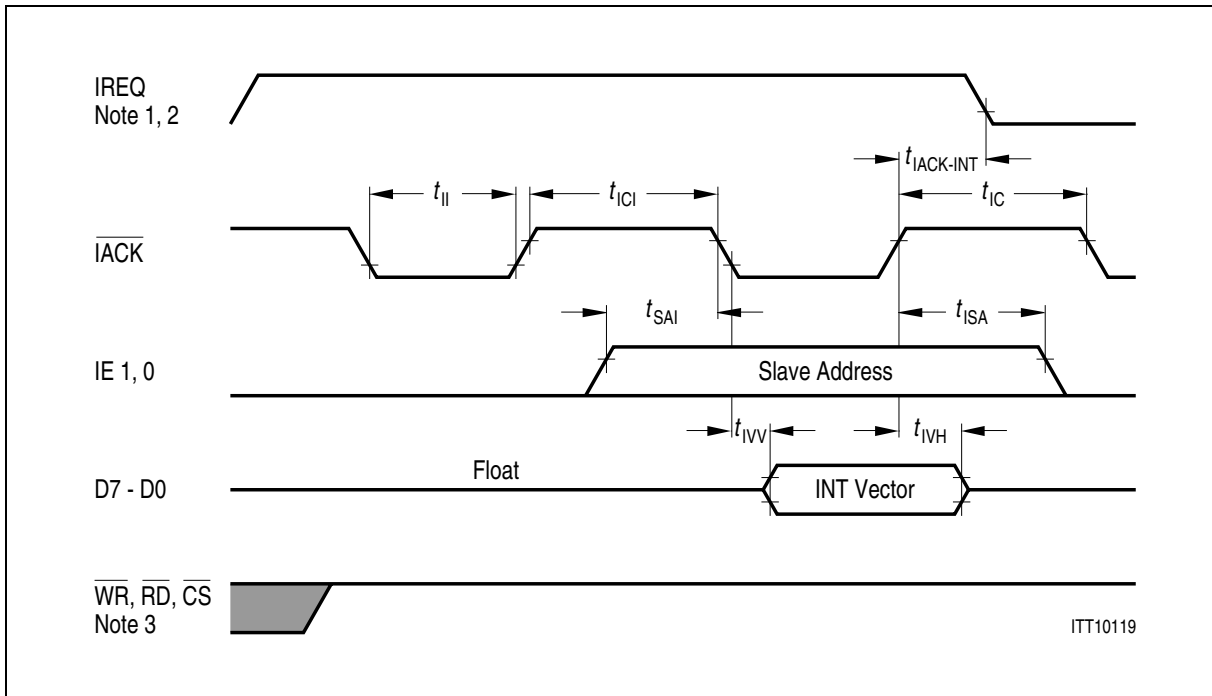 IREQ
Note 1, 2
tIACK-INT
tII
tICI
tIC
IACK
tSAI
tISA
IE 1, 0
Slave Address
tIVV
tIVH
Float
D7 - D0
INT Vector
WR, RD, CS
Note 3
ITT10119